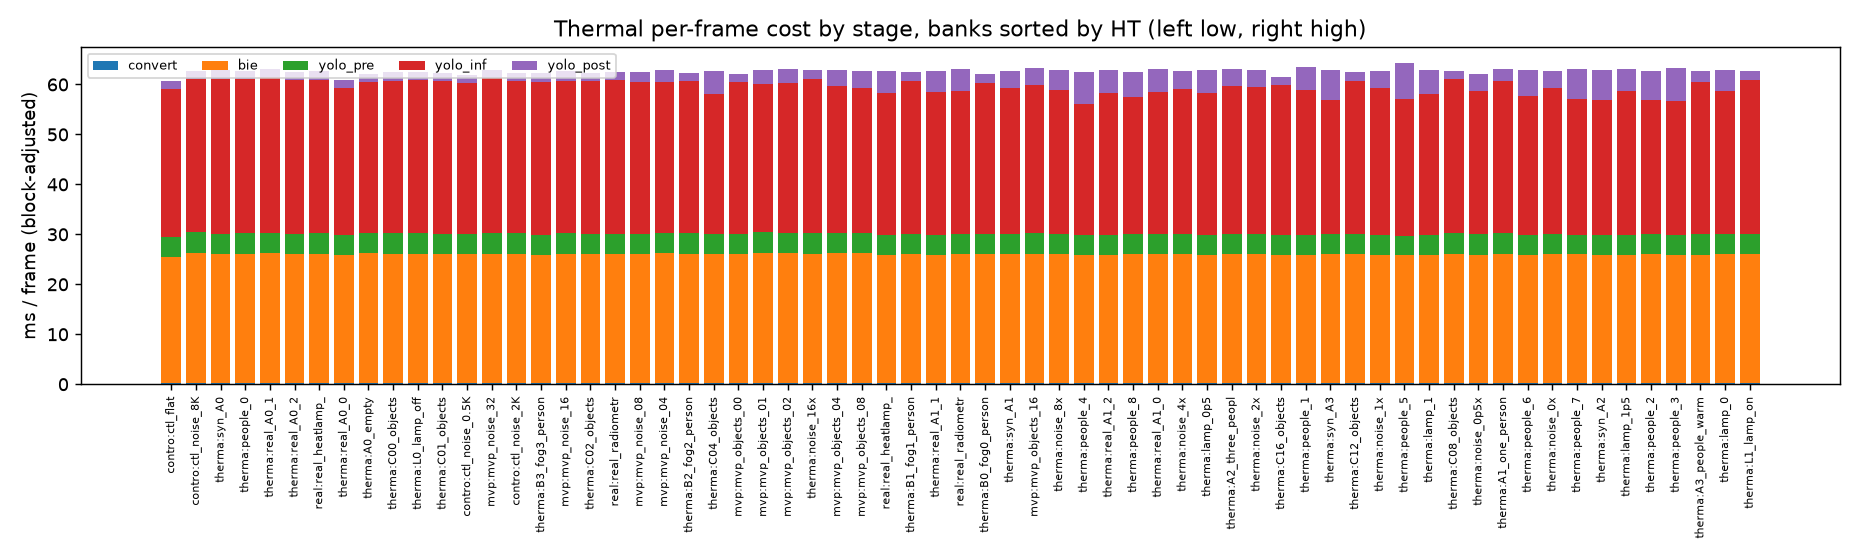 Thermal per-frame cost by stage, banks sorted by HT (left low, right high)
convert bie yolo_pre yolo_inf yolo_post
ms / frame (block-adjusted)
60
50
40
30
20
10
0
contro:ctl_flat
contro:ctl_noise_8K
therma:syn_A0
therma:people_0
therma:real_A0_1
therma:real_A0_2
real:real_heatlamp_
therma:real_A0_0
therma:A0_empty
therma:C00_objects
therma:L0_lamp_off
therma:C01_objects
contro:ctl_noise_0.5K
mvp:mvp_noise_32
contro:ctl_noise_2K
therma:B3_fog3_person
mvp:mvp_noise_16
therma:C02_objects
real:real_radiometr
mvp:mvp_noise_08
mvp:mvp_noise_04
therma:B2_fog2_person
therma:C04_objects
mvp:mvp_objects_00
mvp:mvp_objects_01
mvp:mvp_objects_02
therma:noise_16x
mvp:mvp_objects_04
mvp:mvp_objects_08
real:real_heatlamp_
therma:B1_fog1_person
therma:real_A1_1
real:real_radiometr
therma:B0_fog0_person
therma:syn_A1
mvp:mvp_objects_16
therma:noise_8x
therma:people_4
therma:real_A1_2
therma:people_8
therma:real_A1_0
therma:noise_4x
therma:lamp_0p5
therma:A2_three_peopl
therma:noise_2x
therma:C16_objects
therma:people_1
therma:syn_A3
therma:C12_objects
therma:noise_1x
therma:people_5
therma:lamp_1
therma:C08_objects
therma:noise_0p5x
therma:A1_one_person
therma:people_6
therma:noise_0x
therma:people_7
therma:syn_A2
therma:lamp_1p5
therma:people_2
therma:people_3
therma:A3_people_warm
therma:lamp_0
therma:L1_lamp_on